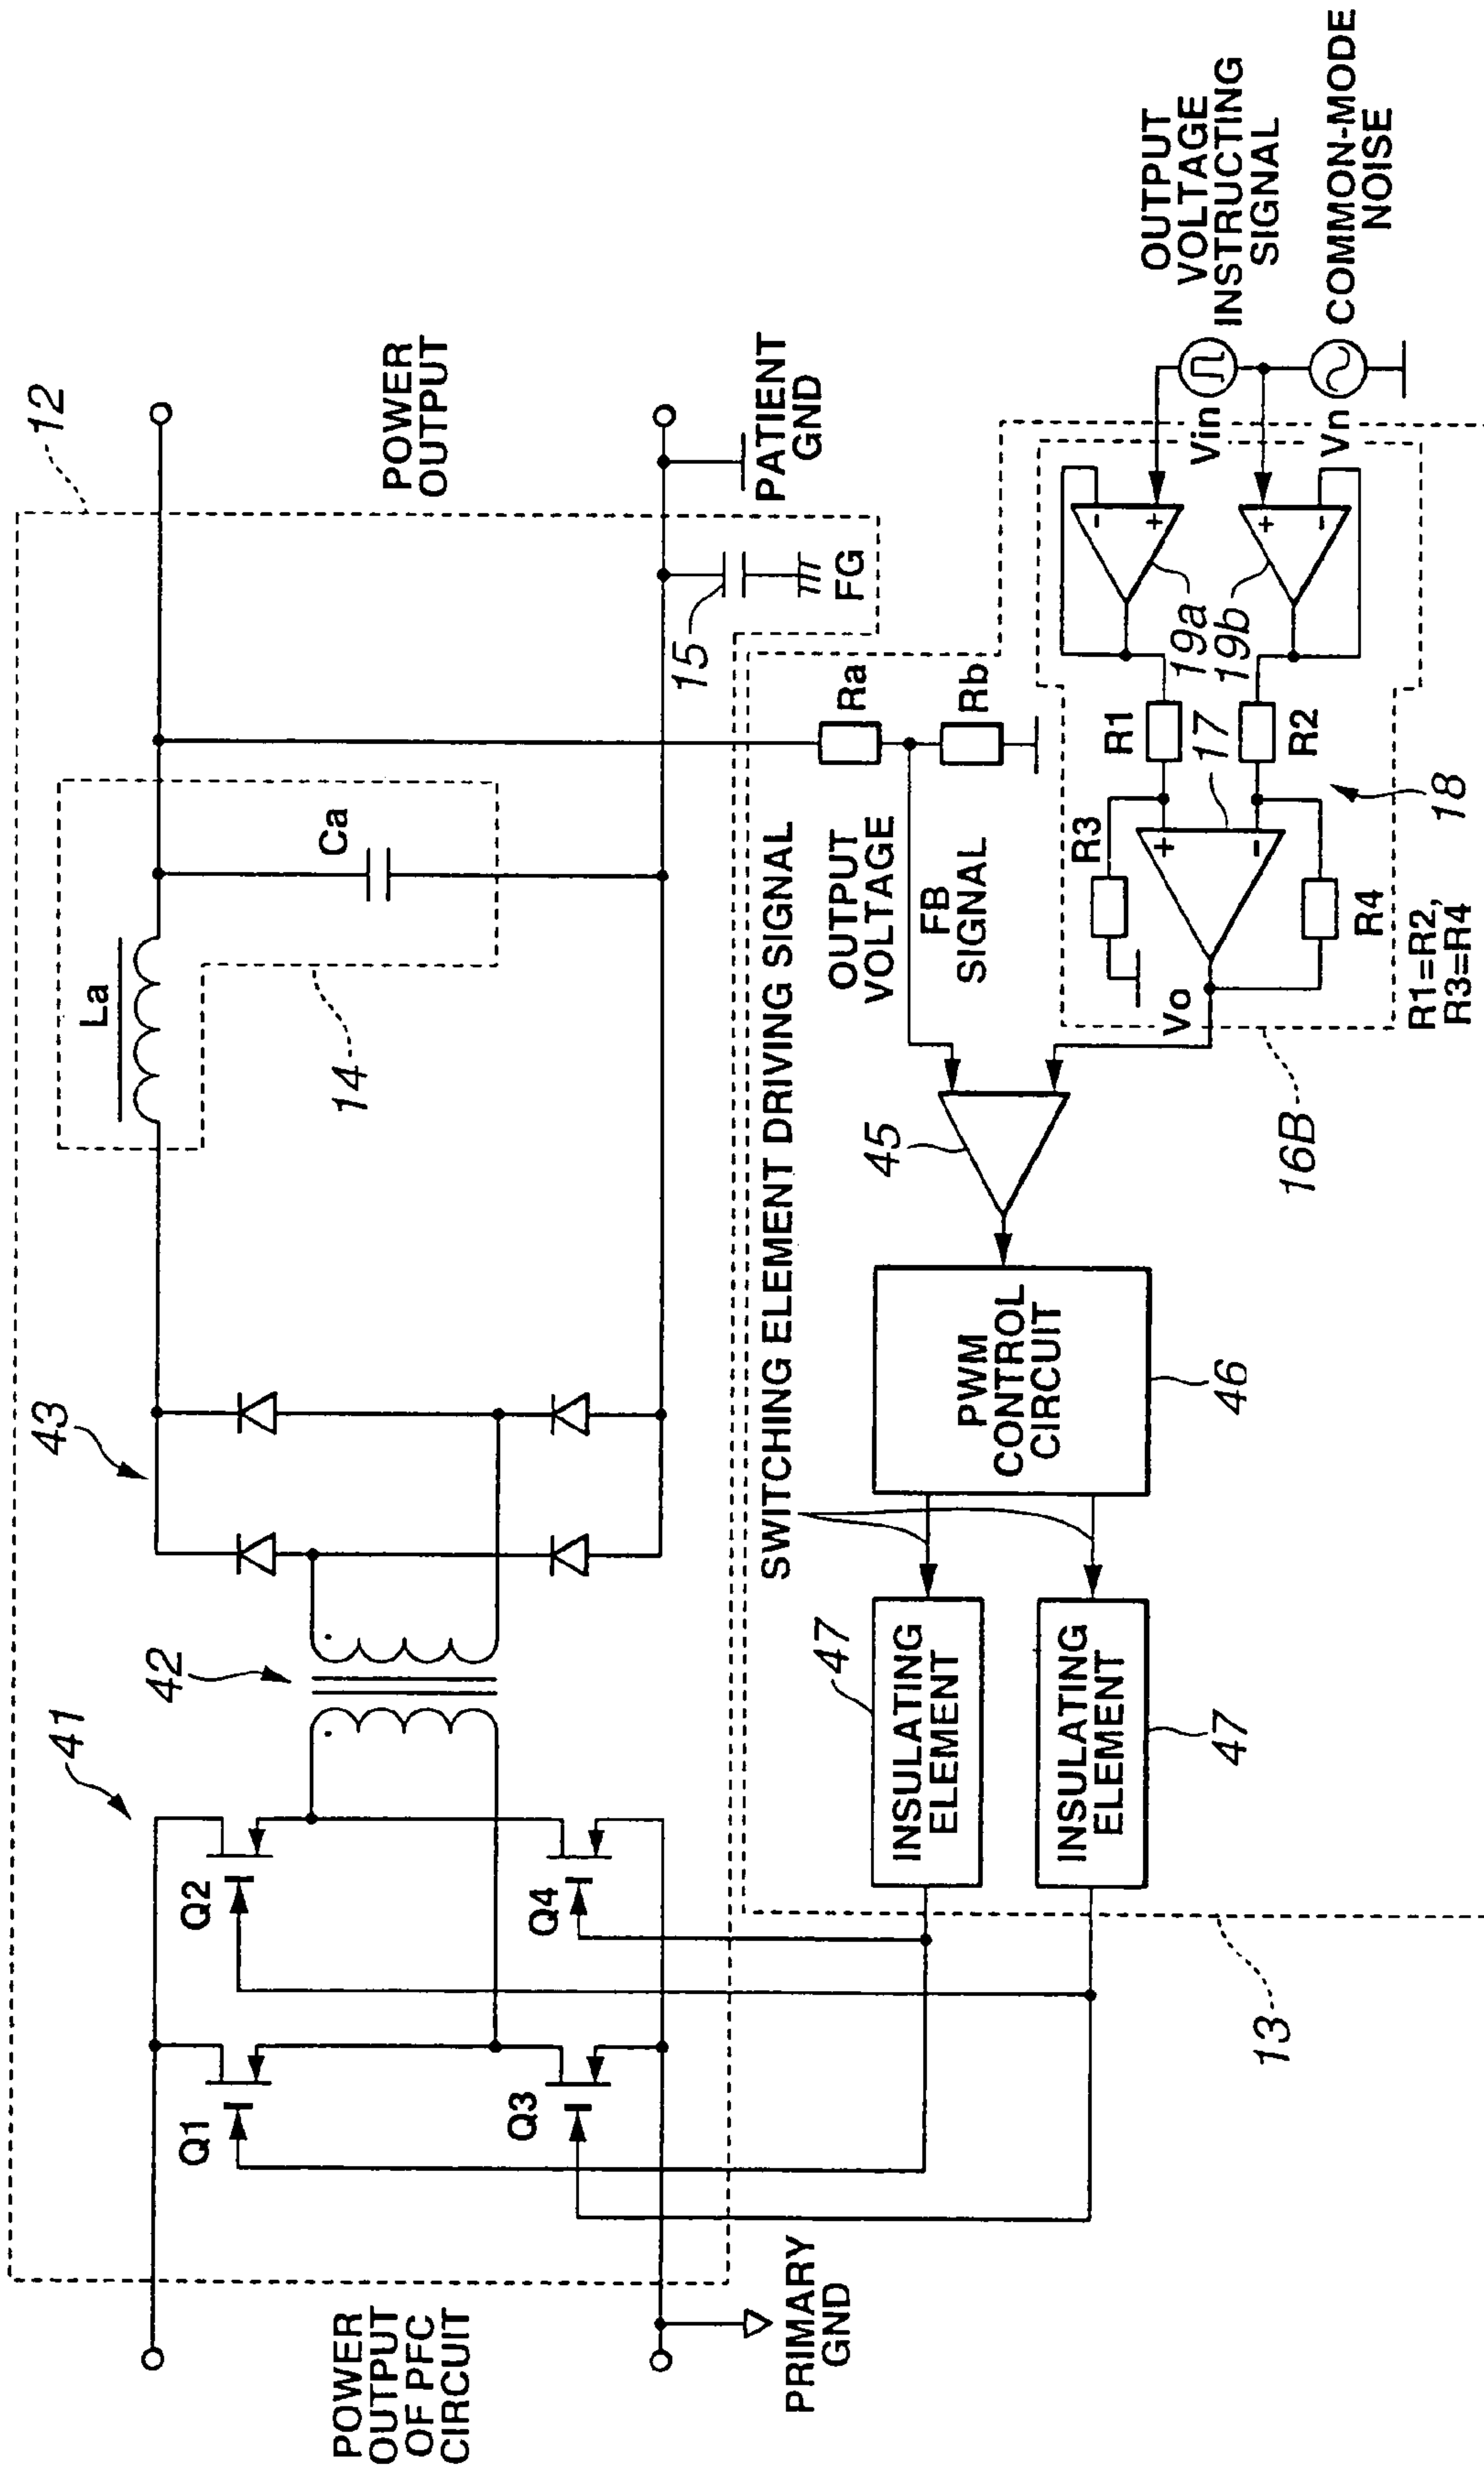 12
POWER
OUTPUT
PATIENT
GND
La
Ca
14
15
FG
43
42
41
Q2
Q4
Q1
Q3
POWER
OUTPUT
OF PFC
CIRCUIT
PRIMARY
GND
SWITCHING ELEMENT DRIVING SIGNAL
Ra
Rb
OUTPUT
VOLTAGE
FB
SIGNAL
45
PWM
CONTROL
CIRCUIT
46
47
INSULATING
ELEMENT
INSULATING
ELEMENT
47
13
OUTPUT
VOLTAGE
INSTRUCTING
SIGNAL
COMMON-MODE
NOISE
Vin
Vn
-
+
+
-
19a
19b
R1
17
R2
R3
+
-
R4
Vo
18
16B
R1=R2,
R3=R4